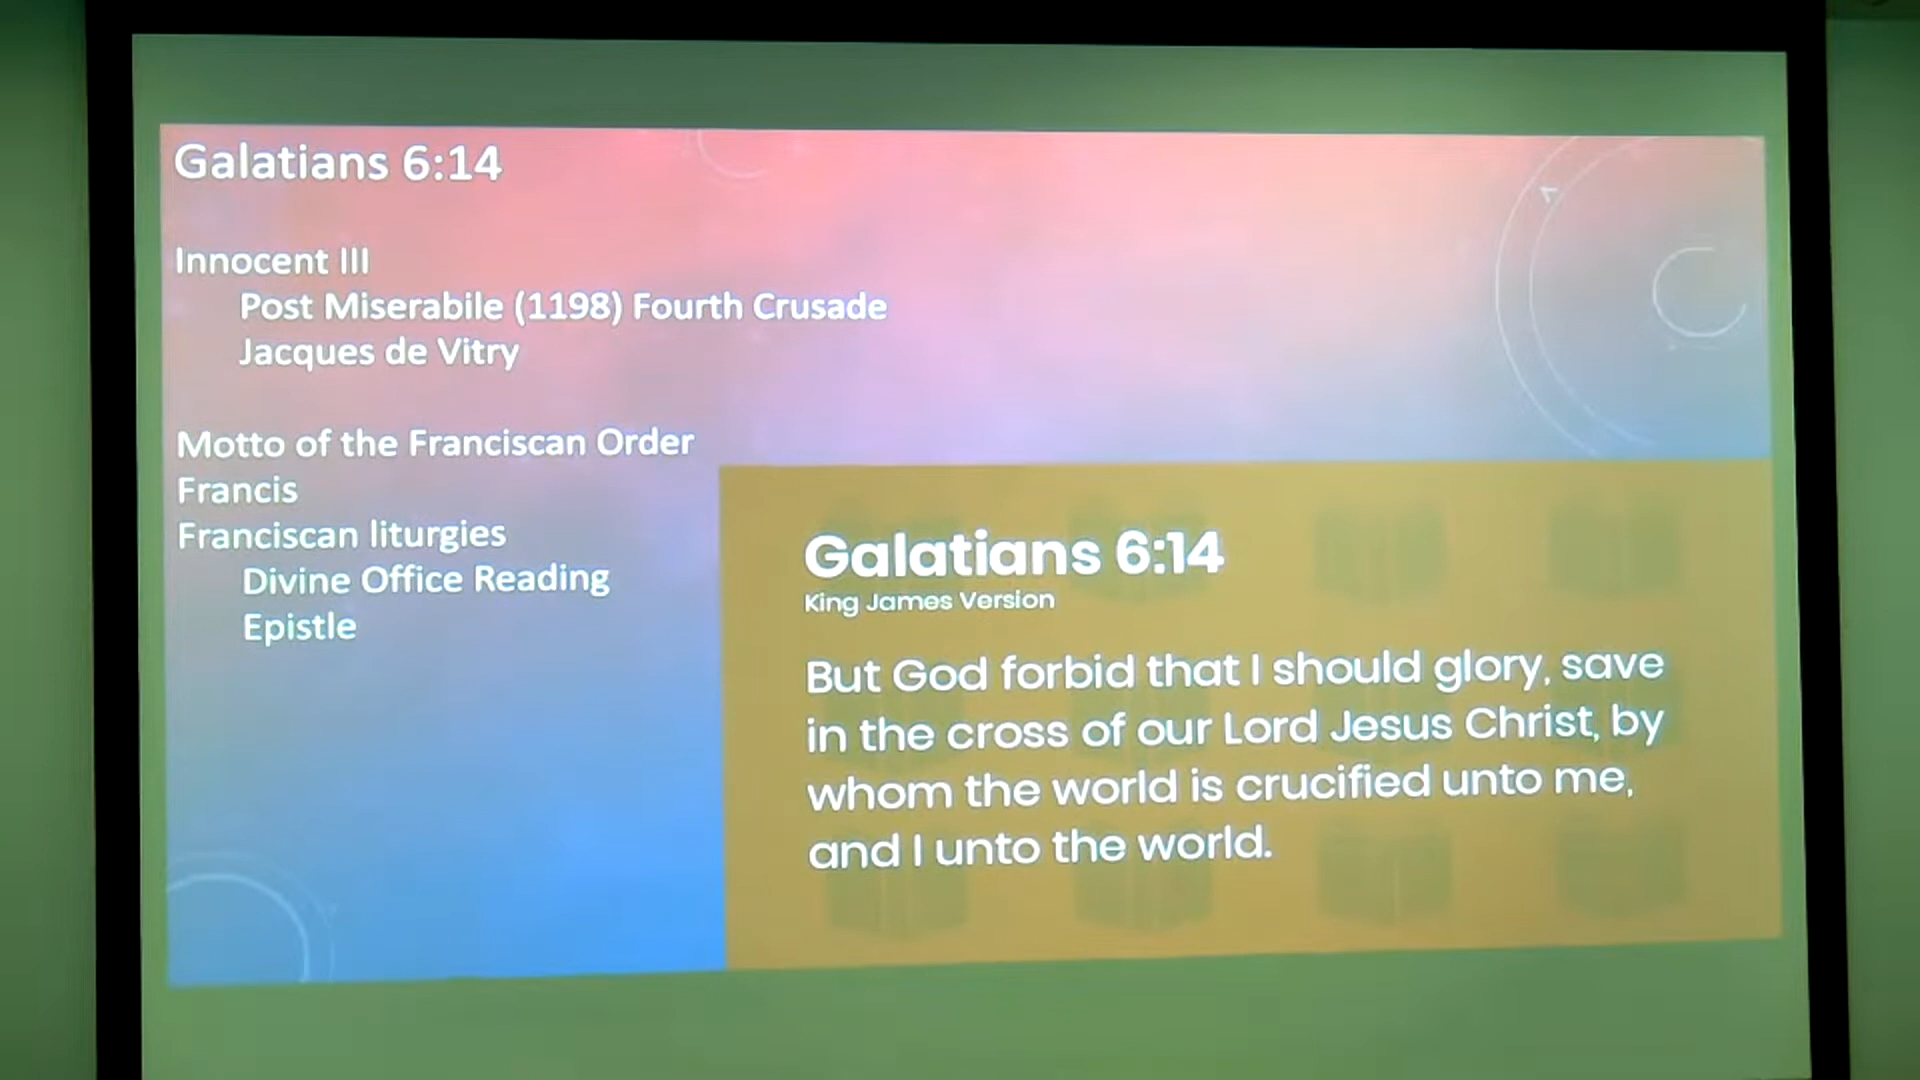 Galatians 6:14
Innocent III
Post Miserabile (1198) Fourth Crusade
Jacques de Vitry
Motto of the Franciscan Order
Francis
Franciscan liturgies
Divine Office Reading
Epistle
Galatians 6:14
King James Version
But God forbid that I should glory, save
in the cross of our Lord Jesus Christ, by
whom the world is crucified unto me,
and I unto the world.